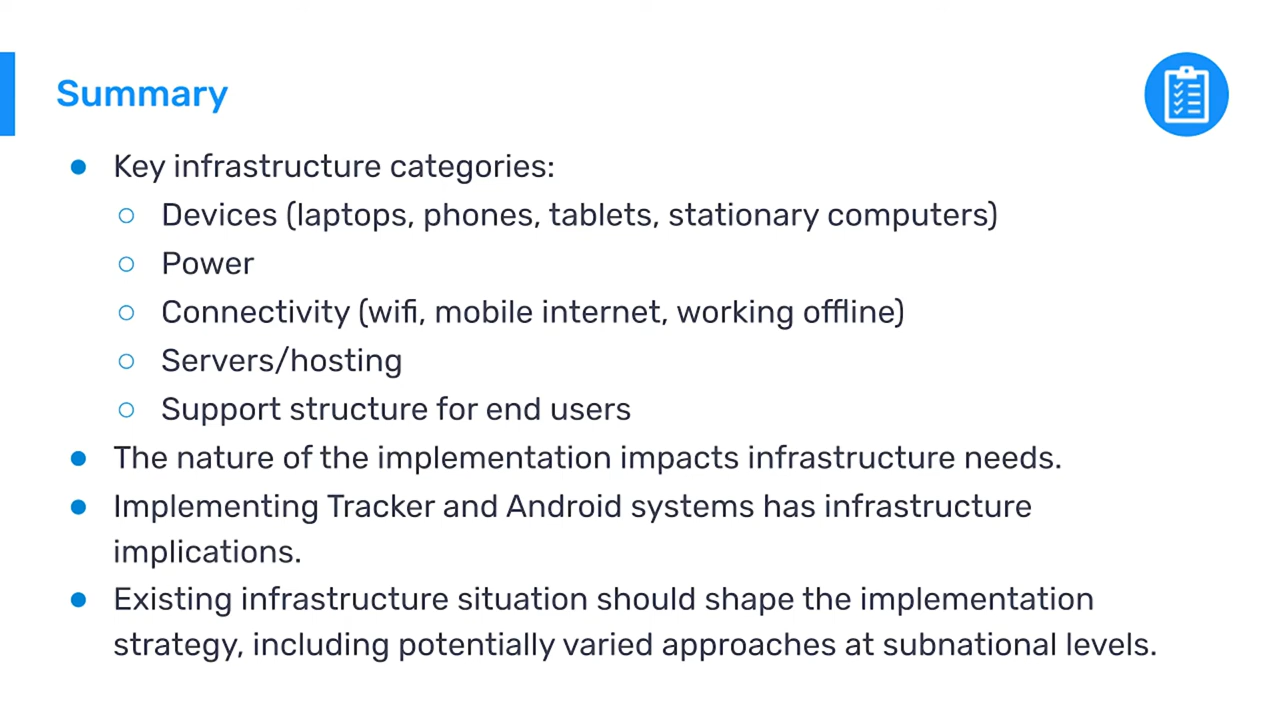 Summary
● Key infrastructure categories:
○ Devices (laptops, phones, tablets, stationary computers)
○ Power
○ Connectivity (wifi, mobile internet, working offline)
○ Servers/hosting
○ Support structure for end users
● The nature of the implementation impacts infrastructure needs.
● Implementing Tracker and Android systems has infrastructure
implications.
● Existing infrastructure situation should shape the implementation
strategy, including potentially varied approaches at subnational levels.